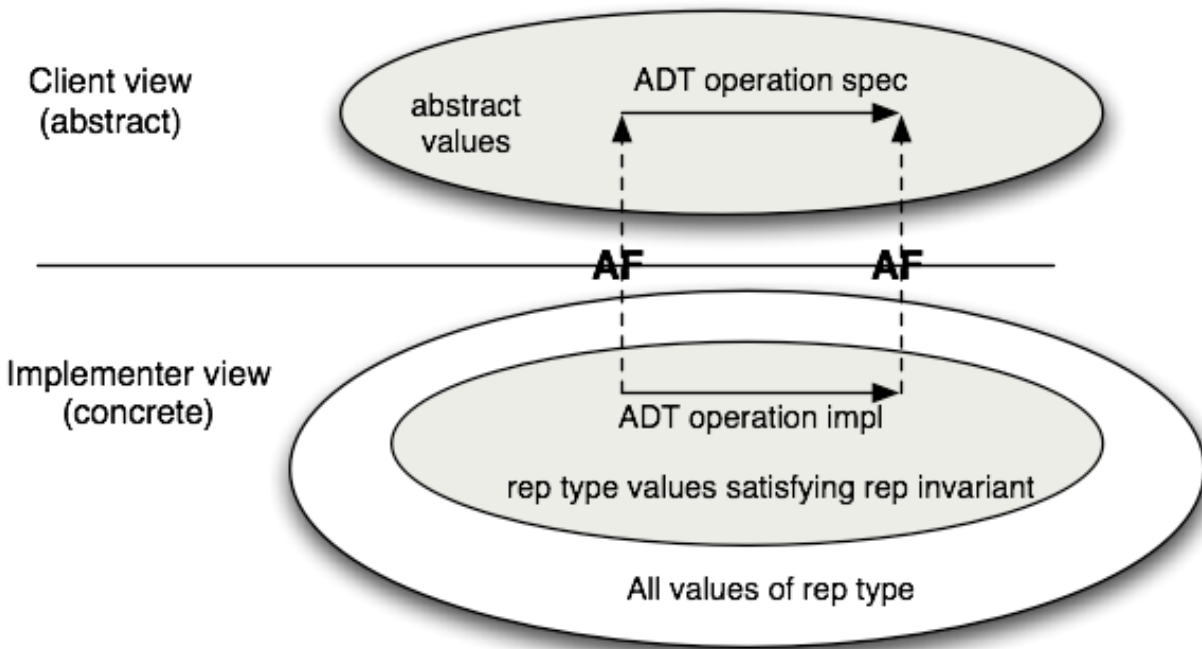 Client view
(abstract)
abstract
values
ADT operation spec
AF
AF
Implementer view
(concrete)
ADT operation impl
rep type values satisfying rep invariant
All values of rep type